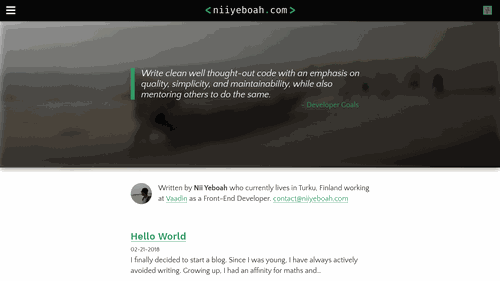 <niiyeboah.com>
Write clean well thought-out code with an emphasis on
quality, simplicity, and maintainability, while also
mentoring others to do the same.
- Developer Goals
Written by Nii Yeboah who currently lives in Turku, Finland working
at Vaadin as a Front-End Developer. contact@niiyeboah.com
Hello World
02-21-2018
I finally decided to start a blog. Since I was young, I have always actively
avoided writing. Growing up, I had an affinity for maths and...